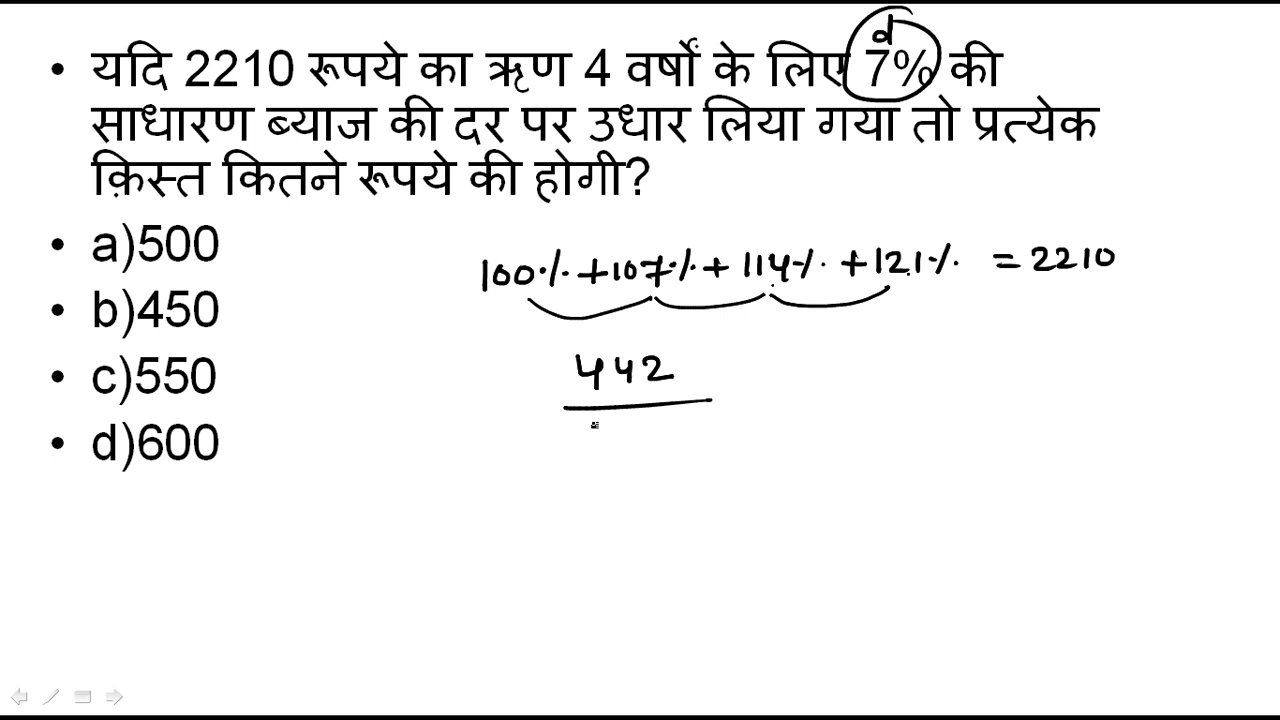 • यदि 2210 रूपये का ऋण 4 वर्षों के लिए 7% की
d
साधारण ब्याज की दर पर उधार लिया गया तो प्रत्येक
क़िस्त कितने रूपये की होगी?
• a)500
• b)450
• c)550
• d)600
100% + 107% + 114% + 121% = 2210
442